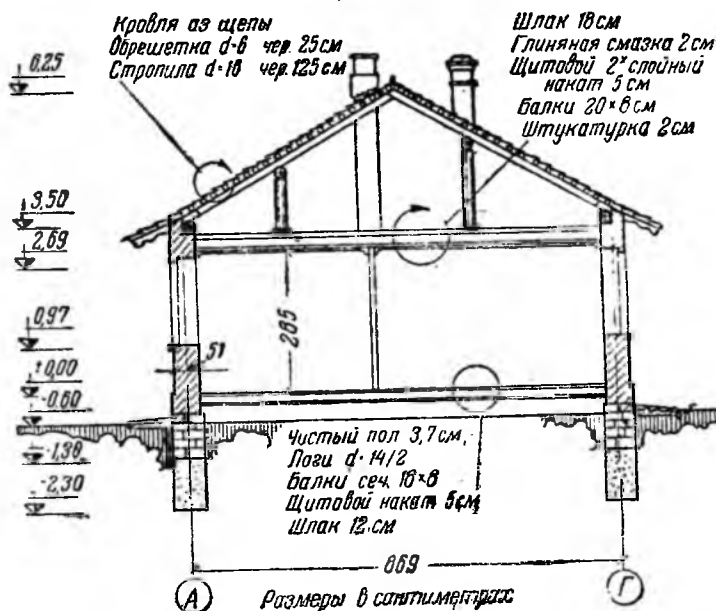 Кровля аз щепы
Обрешетка d-6 чер. 25 см
Стропила d=16 чер. 125 см
Шлак 18 см
Глиняная смазка 2 см
Щитовой 2ˣ слойный
накат 5 см
Балки 20×8 см
Штукатурка 2 см
6,25
3,50
2,69
0,97
±0,00
-0,60
-1,38
-2,30
285
51
Чистый пол 3,7 см,
Лаги d-14/2
Балки сеч. 16×8
Щитовой накат 5 см
Шлак 12 см
869
А
Г
Размеры в сантиметрах